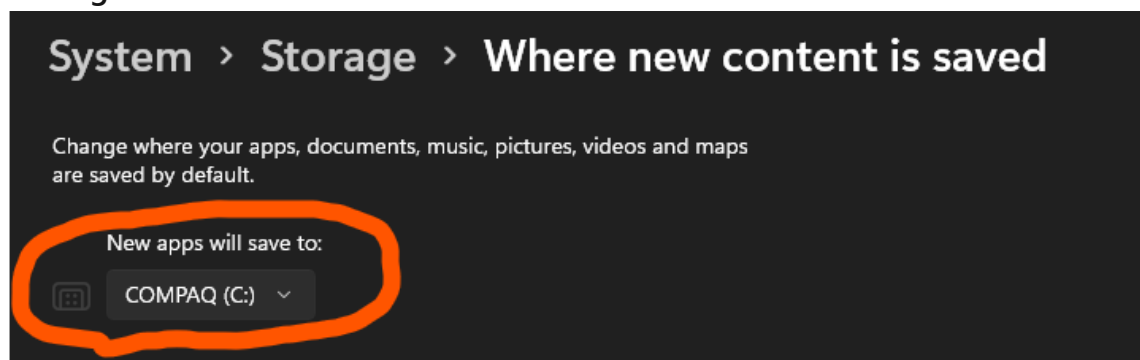 System > Storage > Where new content is saved
Change where your apps, documents, music, pictures, videos and maps
are saved by default.
New apps will save to:
COMPAQ (C:)